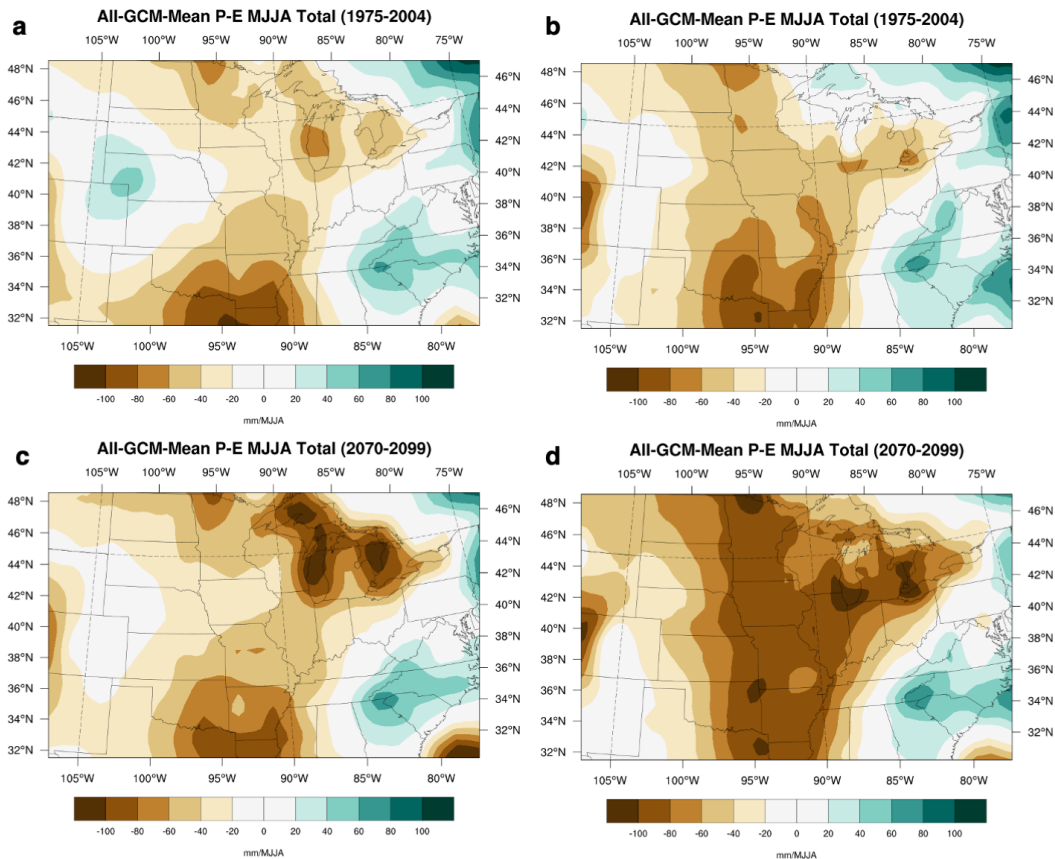 a
All-GCM-Mean P-E MJJA Total (1975-2004)
105°W 100°W 95°W 90°W 85°W 80°W 75°W
48°N 46°N
46°N 44°N
44°N 42°N
42°N 40°N
40°N 38°N
38°N 36°N
36°N 34°N
34°N 32°N
32°N
105°W 100°W 95°W 90°W 85°W 80°W
-100 -80 -60 -40 -20 0 20 40 60 80 100
mm/MJJA
b
All-GCM-Mean P-E MJJA Total (1975-2004)
105°W 100°W 95°W 90°W 85°W 80°W 75°W
48°N 46°N
46°N 44°N
44°N 42°N
42°N 40°N
40°N 38°N
38°N 36°N
36°N 34°N
34°N 32°N
32°N
105°W 100°W 95°W 90°W 85°W 80°W
-100 -80 -60 -40 -20 0 20 40 60 80 100
mm/MJJA
c
All-GCM-Mean P-E MJJA Total (2070-2099)
105°W 100°W 95°W 90°W 85°W 80°W 75°W
48°N 46°N
46°N 44°N
44°N 42°N
42°N 40°N
40°N 38°N
38°N 36°N
36°N 34°N
34°N 32°N
32°N
105°W 100°W 95°W 90°W 85°W 80°W
-100 -80 -60 -40 -20 0 20 40 60 80 100
mm/MJJA
d
All-GCM-Mean P-E MJJA Total (2070-2099)
105°W 100°W 95°W 90°W 85°W 80°W 75°W
48°N 46°N
46°N 44°N
44°N 42°N
42°N 40°N
40°N 38°N
38°N 36°N
36°N 34°N
34°N 32°N
32°N
105°W 100°W 95°W 90°W 85°W 80°W
-100 -80 -60 -40 -20 0 20 40 60 80 100
mm/MJJA